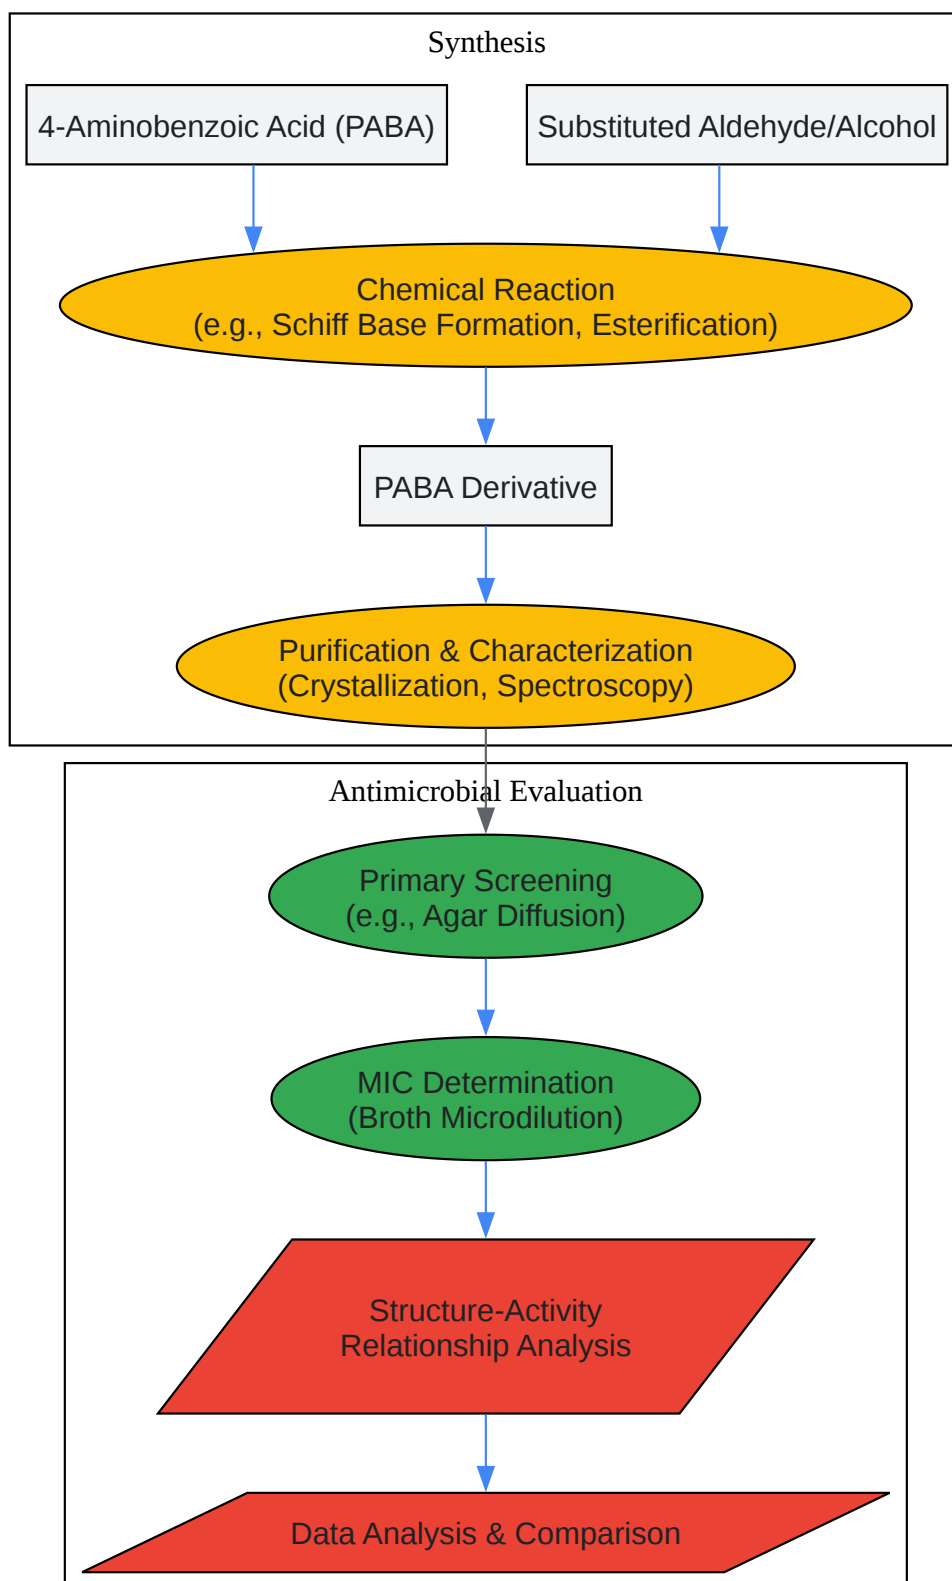 Synthesis
4-Aminobenzoic Acid (PABA)
Substituted Aldehyde/Alcohol
Chemical Reaction
(e.g., Schiff Base Formation, Esterification)
PABA Derivative
Purification & Characterization
(Crystallization, Spectroscopy)
Antimicrobial Evaluation
Primary Screening
(e.g., Agar Diffusion)
MIC Determination
(Broth Microdilution)
Structure-Activity
Relationship Analysis
Data Analysis & Comparison